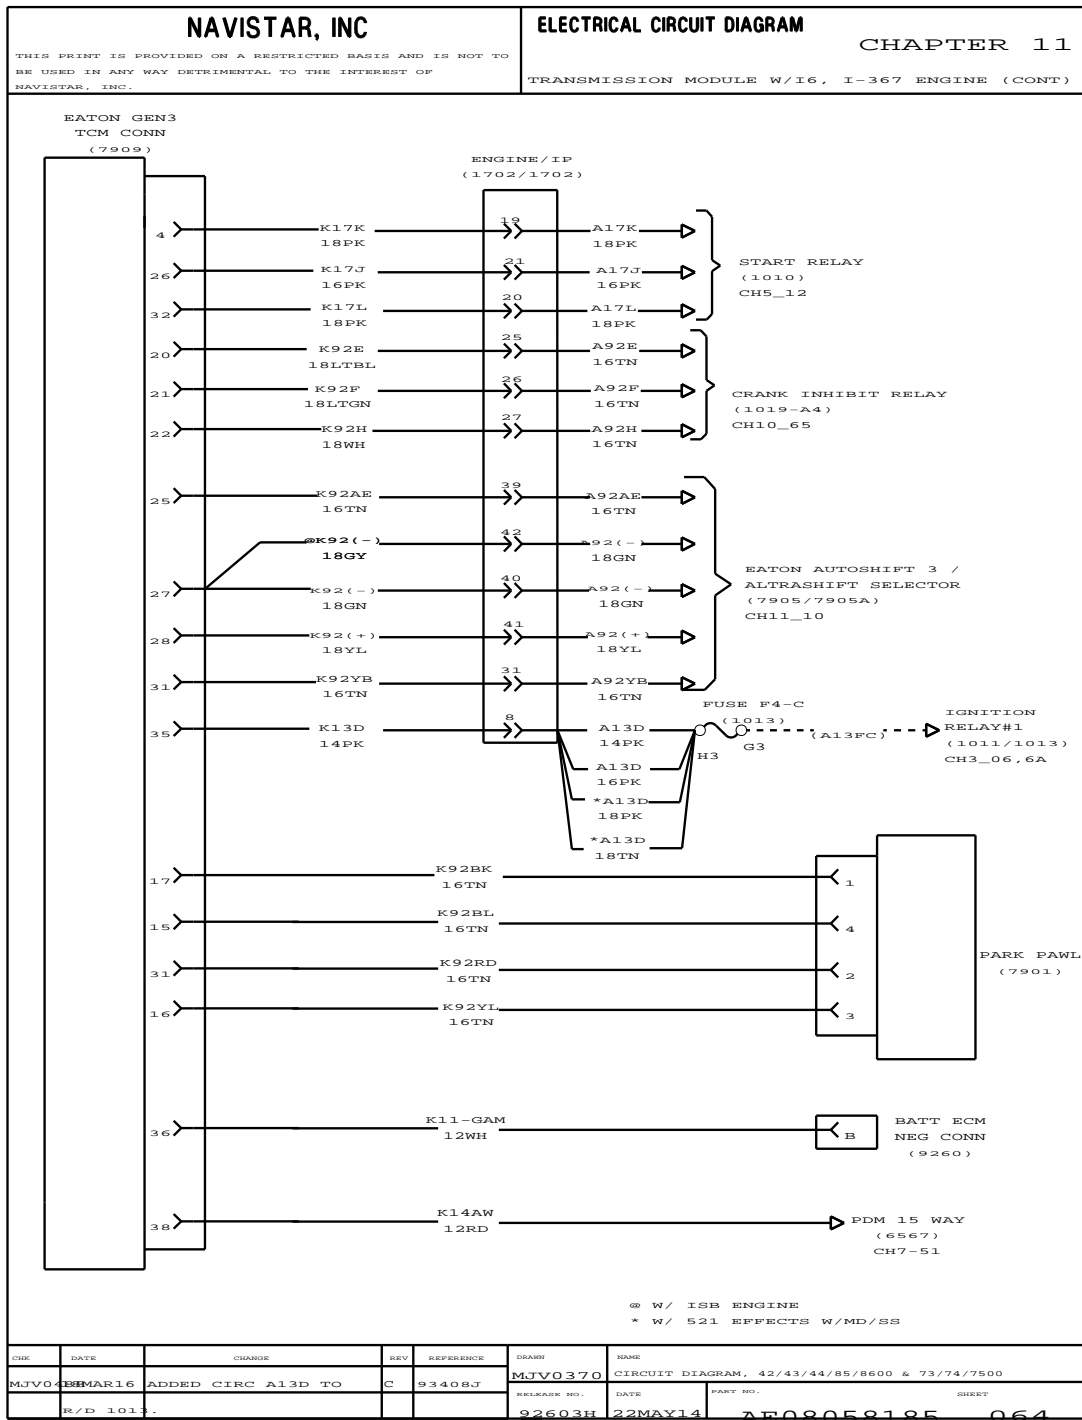 NAVISTAR, INC
THIS PRINT IS PROVIDED ON A RESTRICTED BASIS AND IS NOT TO
BE USED IN ANY WAY DETRIMENTAL TO THE INTEREST OF
NAVISTAR, INC.
ELECTRICAL CIRCUIT DIAGRAM
CHAPTER 11
TRANSMISSION MODULE W/I6, I-367 ENGINE (CONT)
EATON GEN3
TCM CONN
(7909)
ENGINE/IP
(1702/1702)
4 K17K 19 A17K
18PK 18PK
26 K17J 21 A17J
16PK 16PK
32 K17L 20 A17L
18PK 18PK
START RELAY
(1010)
CH5_12
20 K92E 25 A92E
18LTBL 16TN
21 K92F 26 A92F
18LTGN 16TN
22 K92H 27 A92H
18WH 16TN
CRANK INHIBIT RELAY
(1019-A4)
CH10_65
25 K92AE 39 A92AE
16TN 16TN
@K92(-) 42 A92(-)
18GY 18GN
27 K92(-) 40 A92(-)
18GN 18GN
28 K92(+) 41 A92(+)
18YL 18YL
31 K92YB 31 A92YB
16TN 16TN
EATON AUTOSHIFT 3 /
ALTRASHIFT SELECTOR
(7905/7905A)
CH11_10
35 K13D 8 A13D
14PK 14PK
A13D
16PK
*A13D
18PK
*A13D
18TN
FUSE F4-C
(1013)
H3 G3
(A13FC)
IGNITION
RELAY#1
(1011/1013)
CH3_06,6A
17 K92BK 1
16TN
15 K92BL 4
16TN
31 K92RD 2
16TN
16 K92YL 3
16TN
PARK PAWL
(7901)
36 K11-GAM B
12WH
BATT ECM
NEG CONN
(9260)
38 K14AW
12RD
PDM 15 WAY
(6567)
CH7-51
@ W/ ISB ENGINE
* W/ 521 EFFECTS W/MD/SS
CHK DATE CHANGE REV REFERENCE
ADDED CIRC A13D TO C 93408J
R/D 1013.
DRAWN NAME
MJV0370 CIRCUIT DIAGRAM, 42/43/44/85/8600 & 73/74/7500
RELEASE NO. DATE PART NO. SHEET
92603H 22MAY14 AE08058185 064